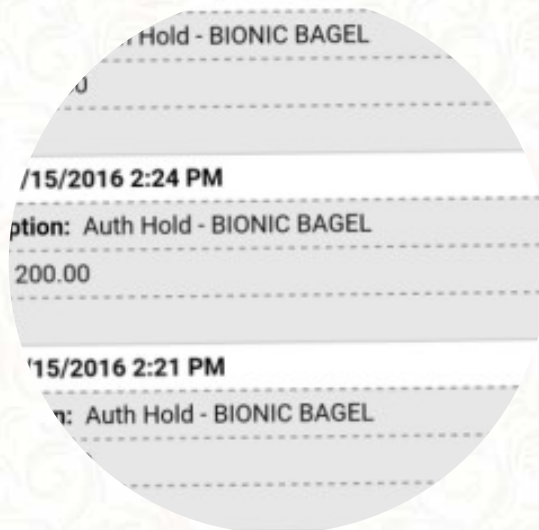 Hold - BIONIC BAGEL
/15/2016 2:24 PM
ption: Auth Hold - BIONIC BAGEL
200.00
/15/2016 2:21 PM
n: Auth Hold - BIONIC BAGEL